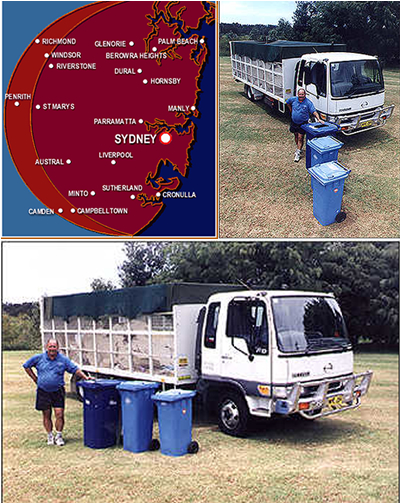 RICHMOND
GLENORIE
PALM BEACH
WINDSOR
BEROWRA HEIGHTS
RIVERSTONE
DURAL
HORNSBY
PENRITH
ST MARYS
MANLY
PARRAMATTA
SYDNEY
AUSTRAL
LIVERPOOL
MINTO
SUTHERLAND
CRONULLA
CAMDEN
CAMPBELLTOWN